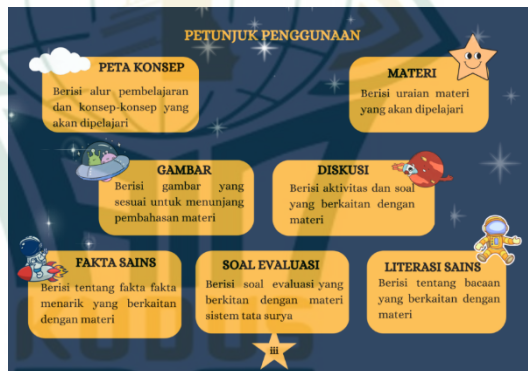 PETUNJUK PENGGUNAAN
PETA KONSEP
Berisi alur pembelajaran
dan konsep-konsep yang
akan dipelajari
MATERI
Berisi uraian materi
yang akan dipelajari
GAMBAR
Berisi gambar yang
sesuai untuk menunjang
pembahasan materi
DISKUSI
Berisi aktivitas dan soal
yang berkaitan dengan
materi
FAKTA SAINS
Berisi tentang fakta fakta
menarik yang berkaitan
dengan materi
SOAL EVALUASI
Berisi soal evaluasi yang
berkitan dengan materi
sistem tata surya
LITERASI SAINS
Berisi tentang bacaan
yang berkaitan dengan
materi
iii
KUDUS